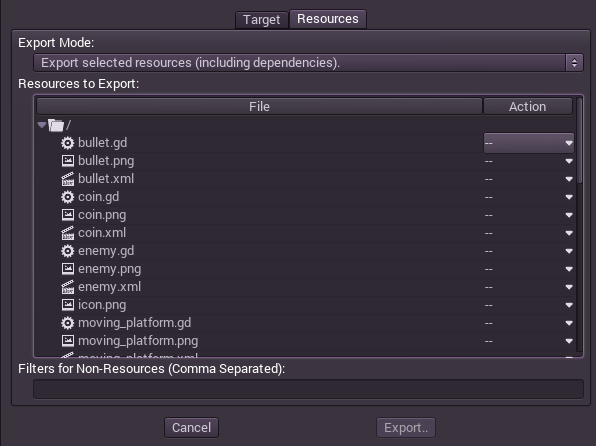 Target Resources
Export Mode:
Export selected resources (including dependencies).
Resources to Export:
File Action
/
bullet.gd --
bullet.png --
bullet.xml --
coin.gd --
coin.png --
coin.xml --
enemy.gd --
enemy.png --
enemy.xml --
icon.png --
moving_platform.gd --
moving_platform.png --
moving_platform.xml --
Filters for Non-Resources (Comma Separated):
Cancel Export..